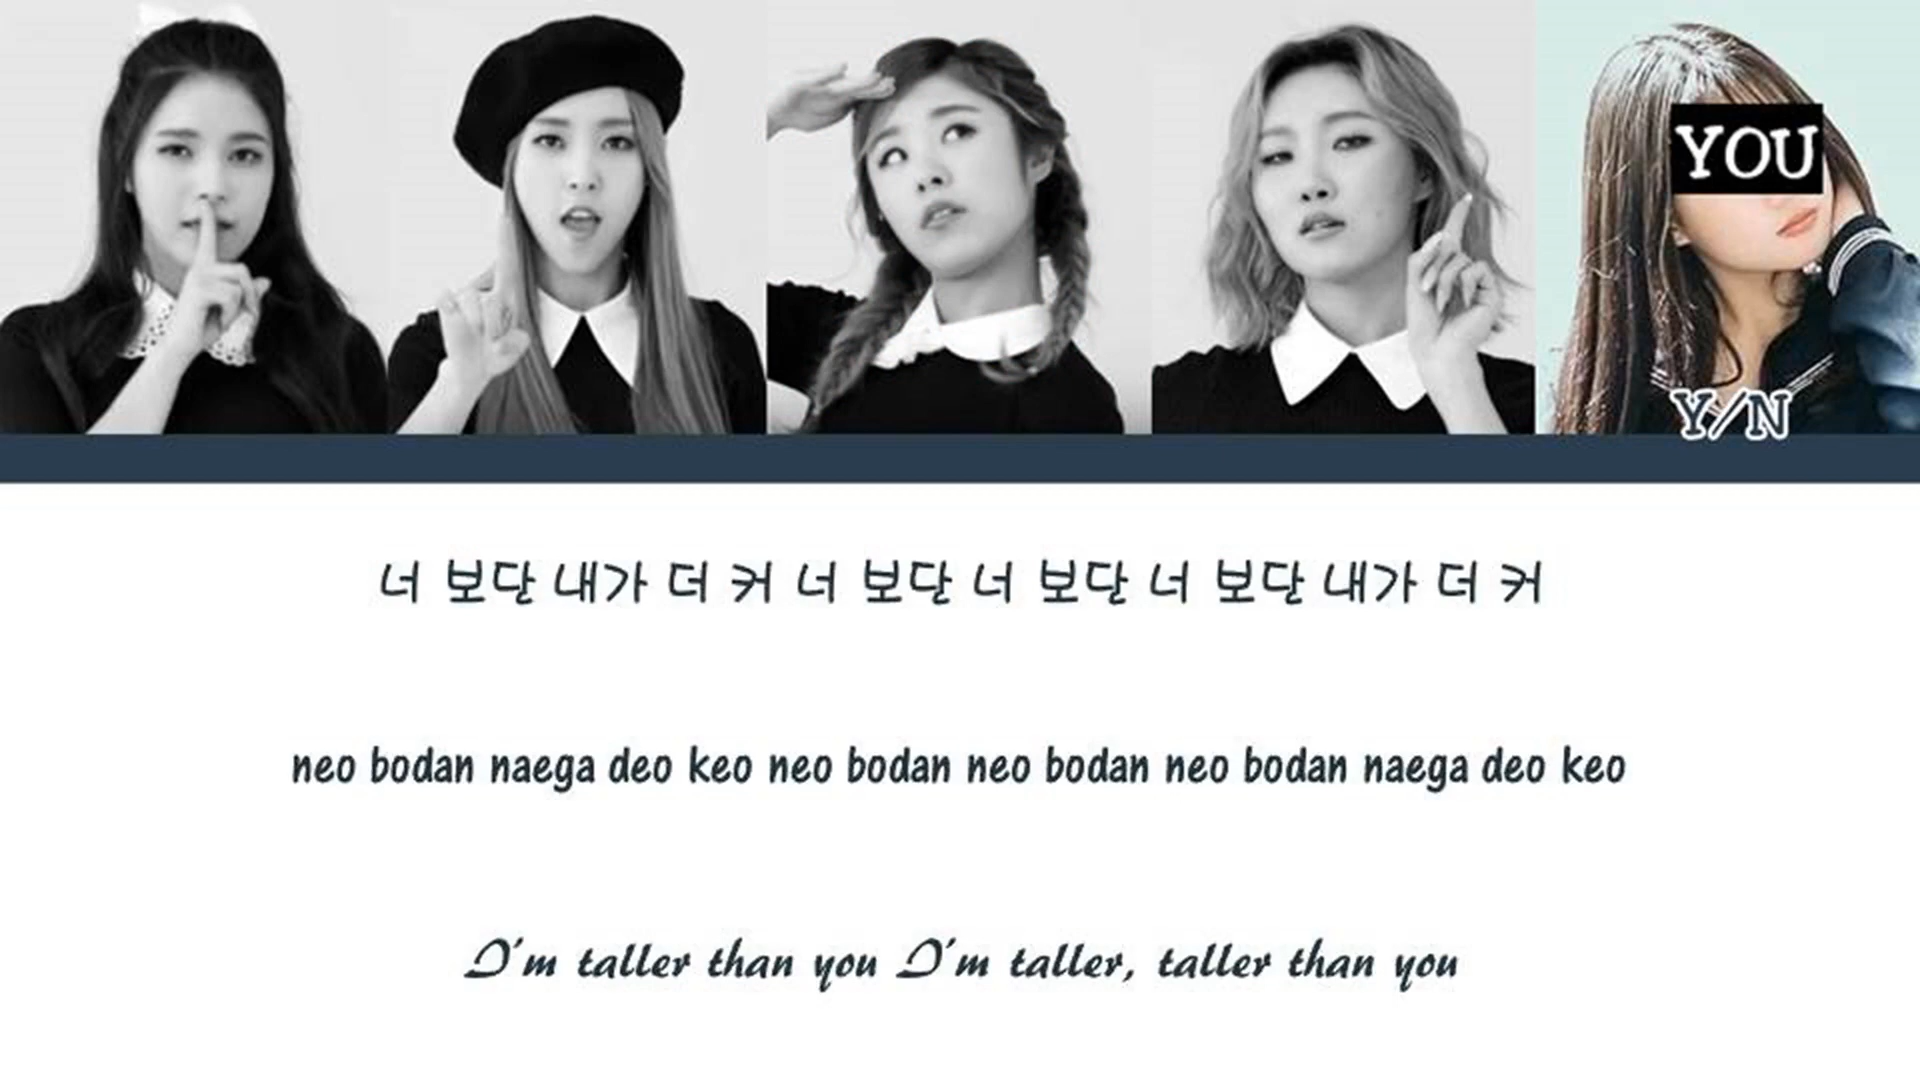 YOU
Y/N
너 보단 내가 더 커 너 보단 너 보단 너 보단 내가 더 커
neo bodan naega deo keo neo bodan neo bodan neo bodan naega deo keo
I'm taller than you I'm taller, taller than you